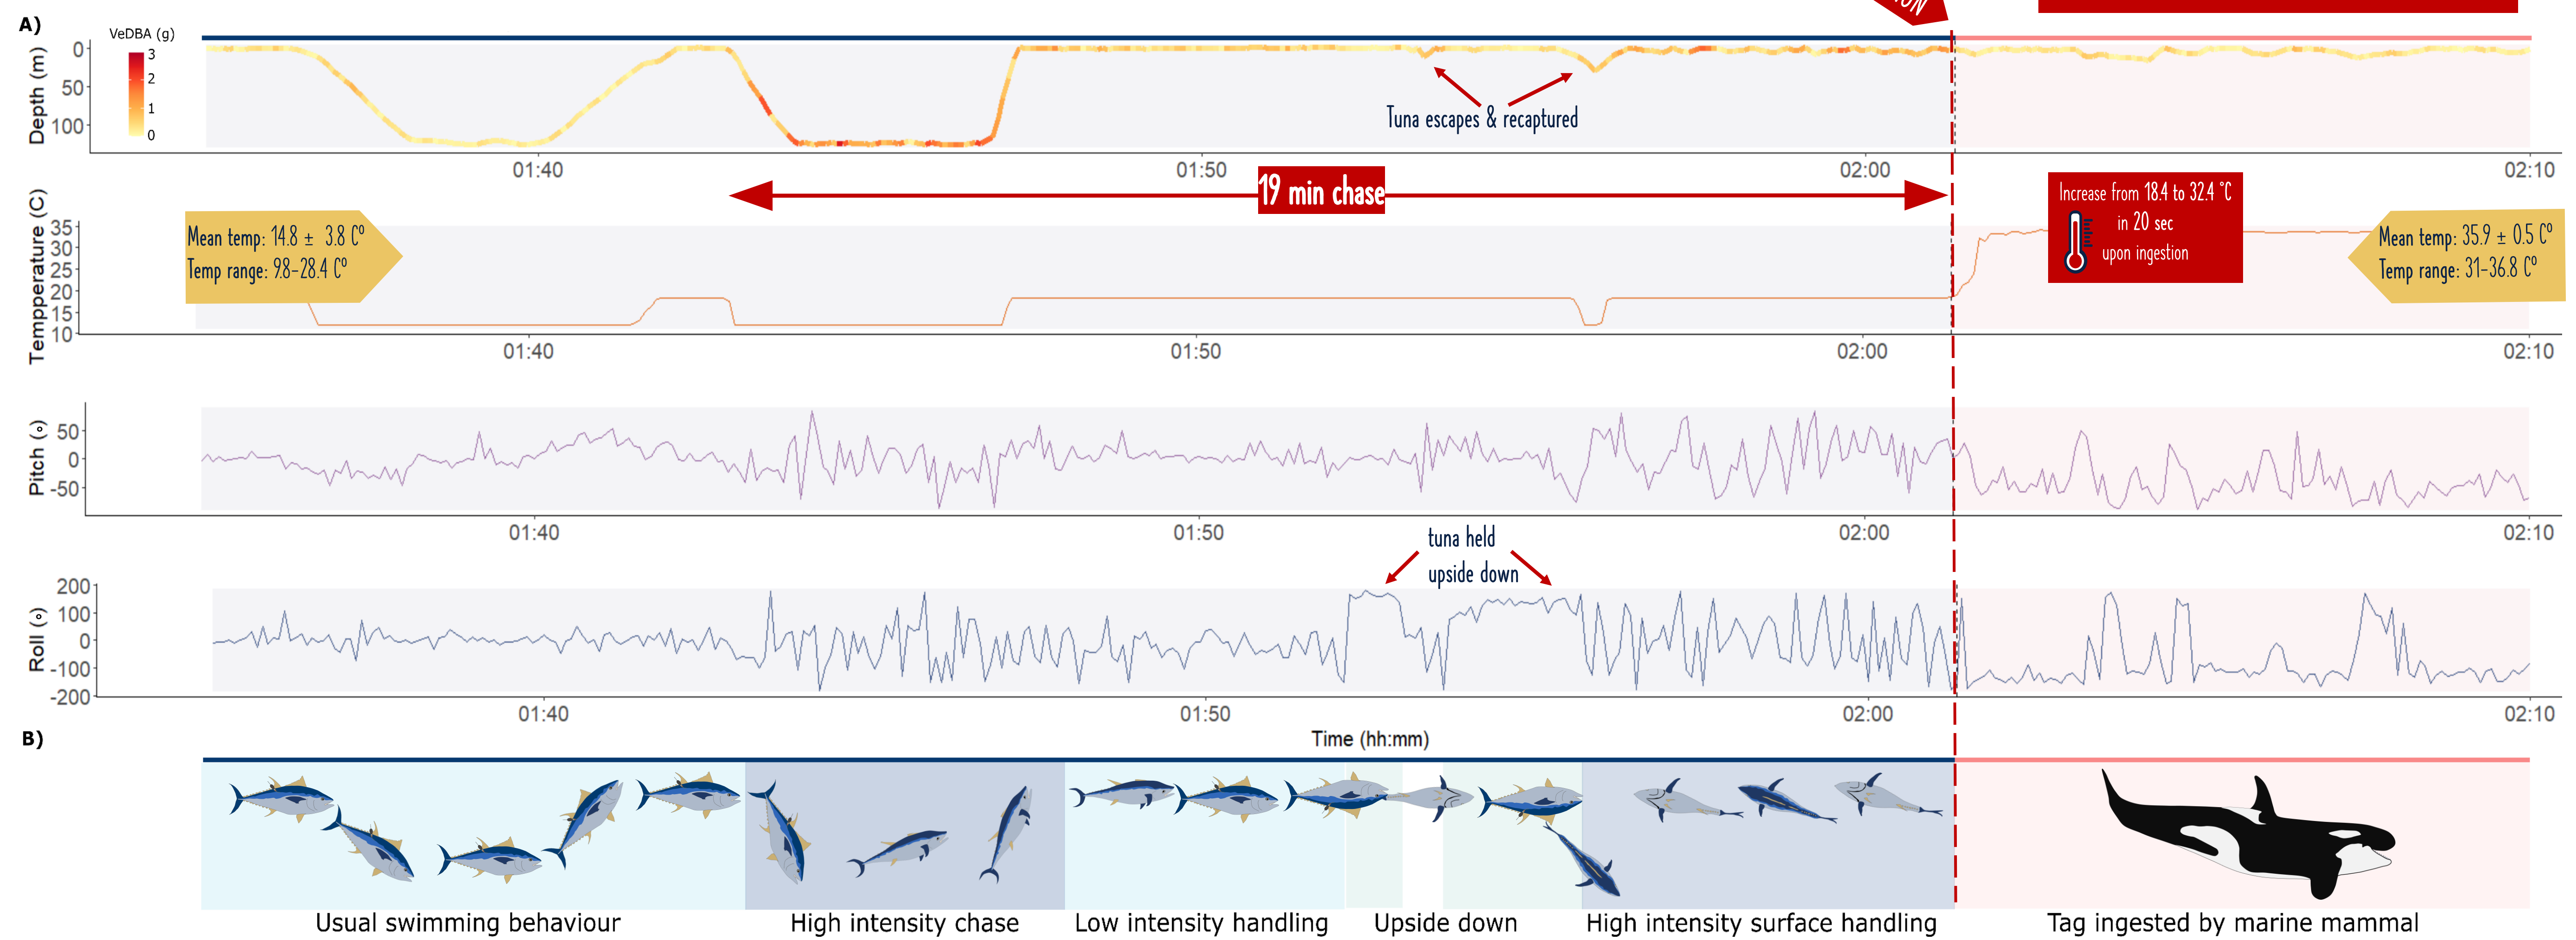 A)
VeDBA (g)
3
2
1
0
Depth (m)
0
50
100
Tuna escapes & recaptured
01:40
01:50
02:00
02:10
19 min chase
Temperature (C)
35
30
25
20
15
10
Mean temp: 14.8 ± 3.8 Cº
Temp range: 9.8-28.4 Cº
Increase from 18.4 to 32.4 °C
in 20 sec
upon ingestion
Mean temp: 35.9 ± 0.5 Cº
Temp range: 31-36.8 Cº
01:40
01:50
02:00
02:10
Pitch (∘)
50
0
-50
01:40
01:50
02:00
02:10
tuna held
upside down
Roll (∘)
200
100
0
-100
-200
01:40
01:50
02:00
02:10
Time (hh:mm)
B)
Usual swimming behaviour
High intensity chase
Low intensity handling
Upside down
High intensity surface handling
Tag ingested by marine mammal